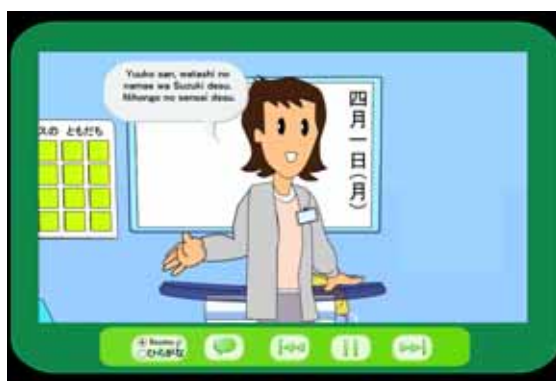 Yuuko san, watashi no
namae wa Suzuki desu.
Nihongo no sensei desu.
四月一日(月)
スの ともだち
ひらがな